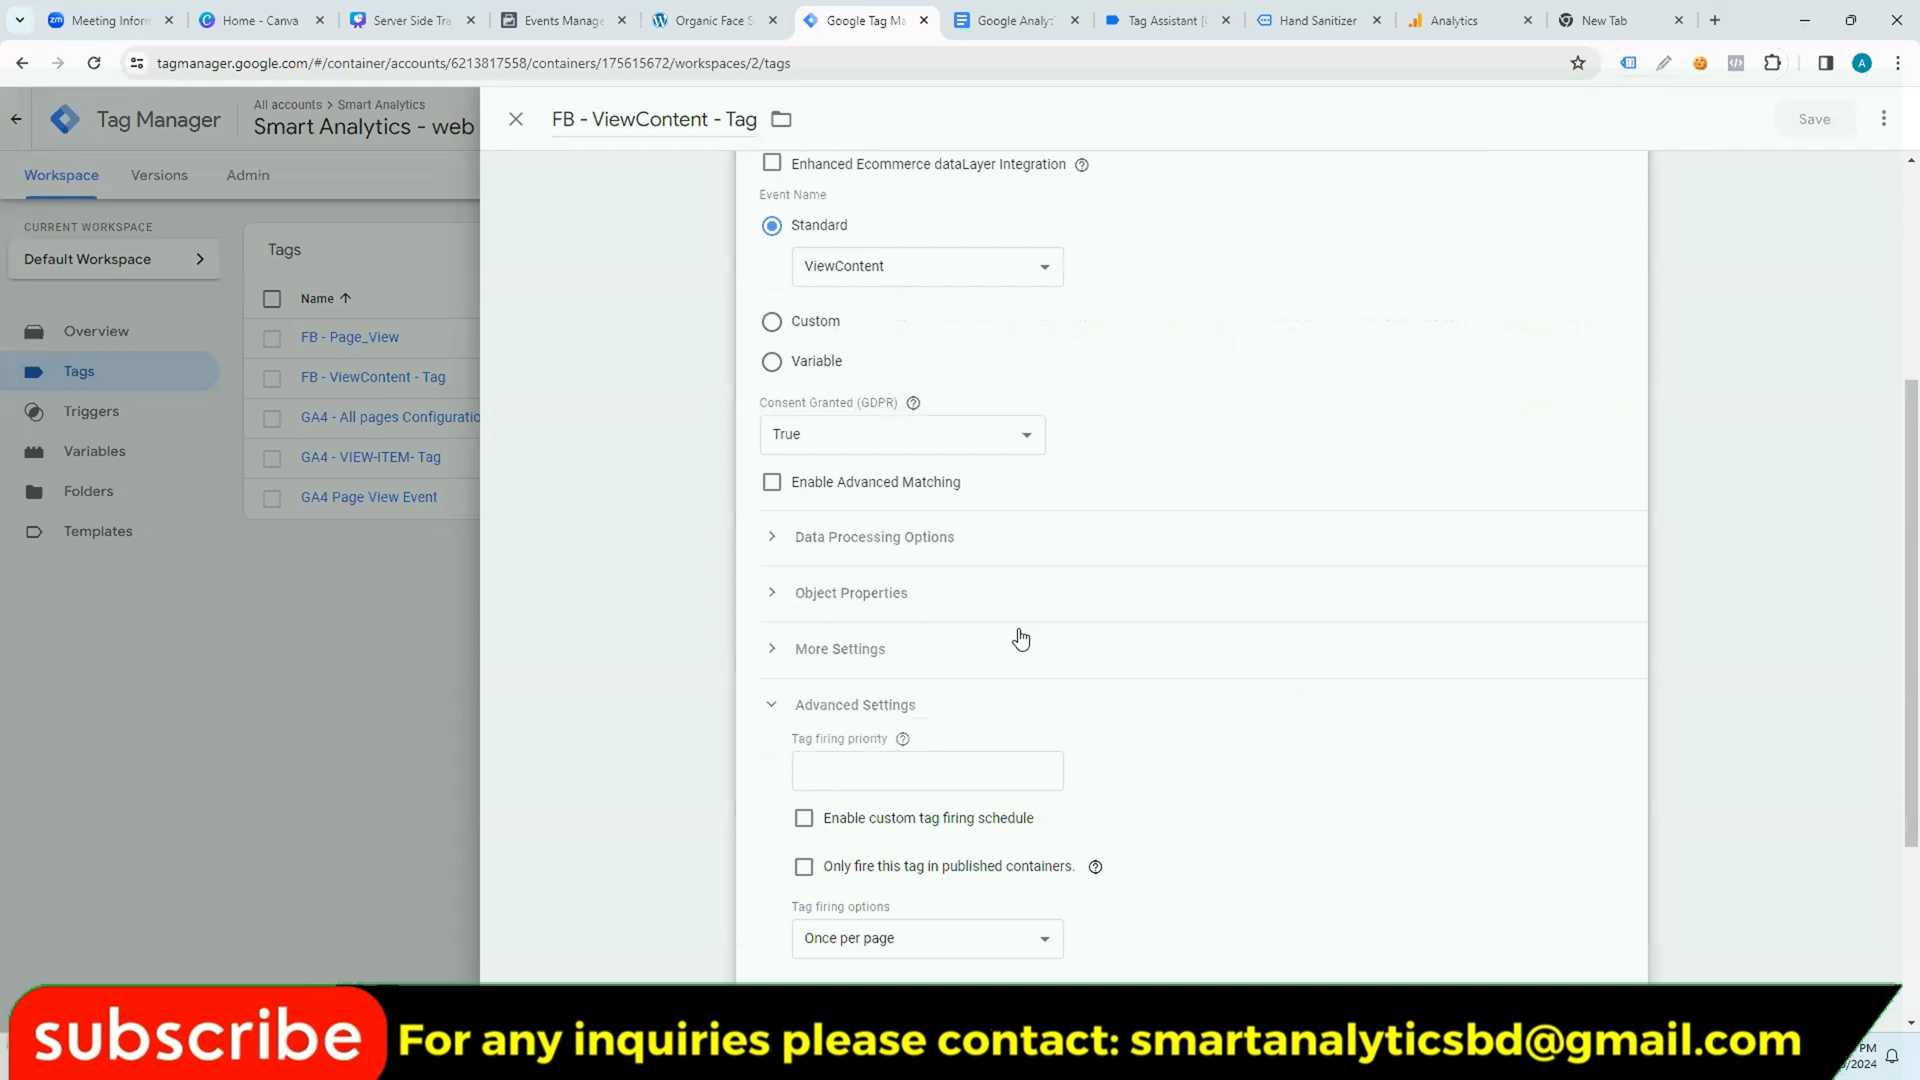 Meeting Inform
Home - Canva
Server Side Tra
Events Manage
Organic Face S
Google Tag Ma
Google Analyt
Tag Assistant [
Hand Sanitizer
Analytics
New Tab
tagmanager.google.com/#/container/accounts/6213817558/containers/175615672/workspaces/2/tags
A
Tag Manager
All accounts > Smart Analytics
Smart Analytics - web
FB - ViewContent - Tag
Save
Workspace
Versions
Admin
CURRENT WORKSPACE
Default Workspace
Overview
Tags
Triggers
Variables
Folders
Templates
Tags
Name
FB - Page_View
FB - ViewContent - Tag
GA4 - All pages Configuratio
GA4 - VIEW-ITEM- Tag
GA4 Page View Event
Enhanced Ecommerce dataLayer Integration
Event Name
Standard
ViewContent
Custom
Variable
Consent Granted (GDPR)
True
Enable Advanced Matching
Data Processing Options
Object Properties
More Settings
Advanced Settings
Tag firing priority
Enable custom tag firing schedule
Only fire this tag in published containers.
Tag firing options
Once per page
subscribe
For any inquiries please contact: smartanalyticsbd@gmail.com
PM
/2024